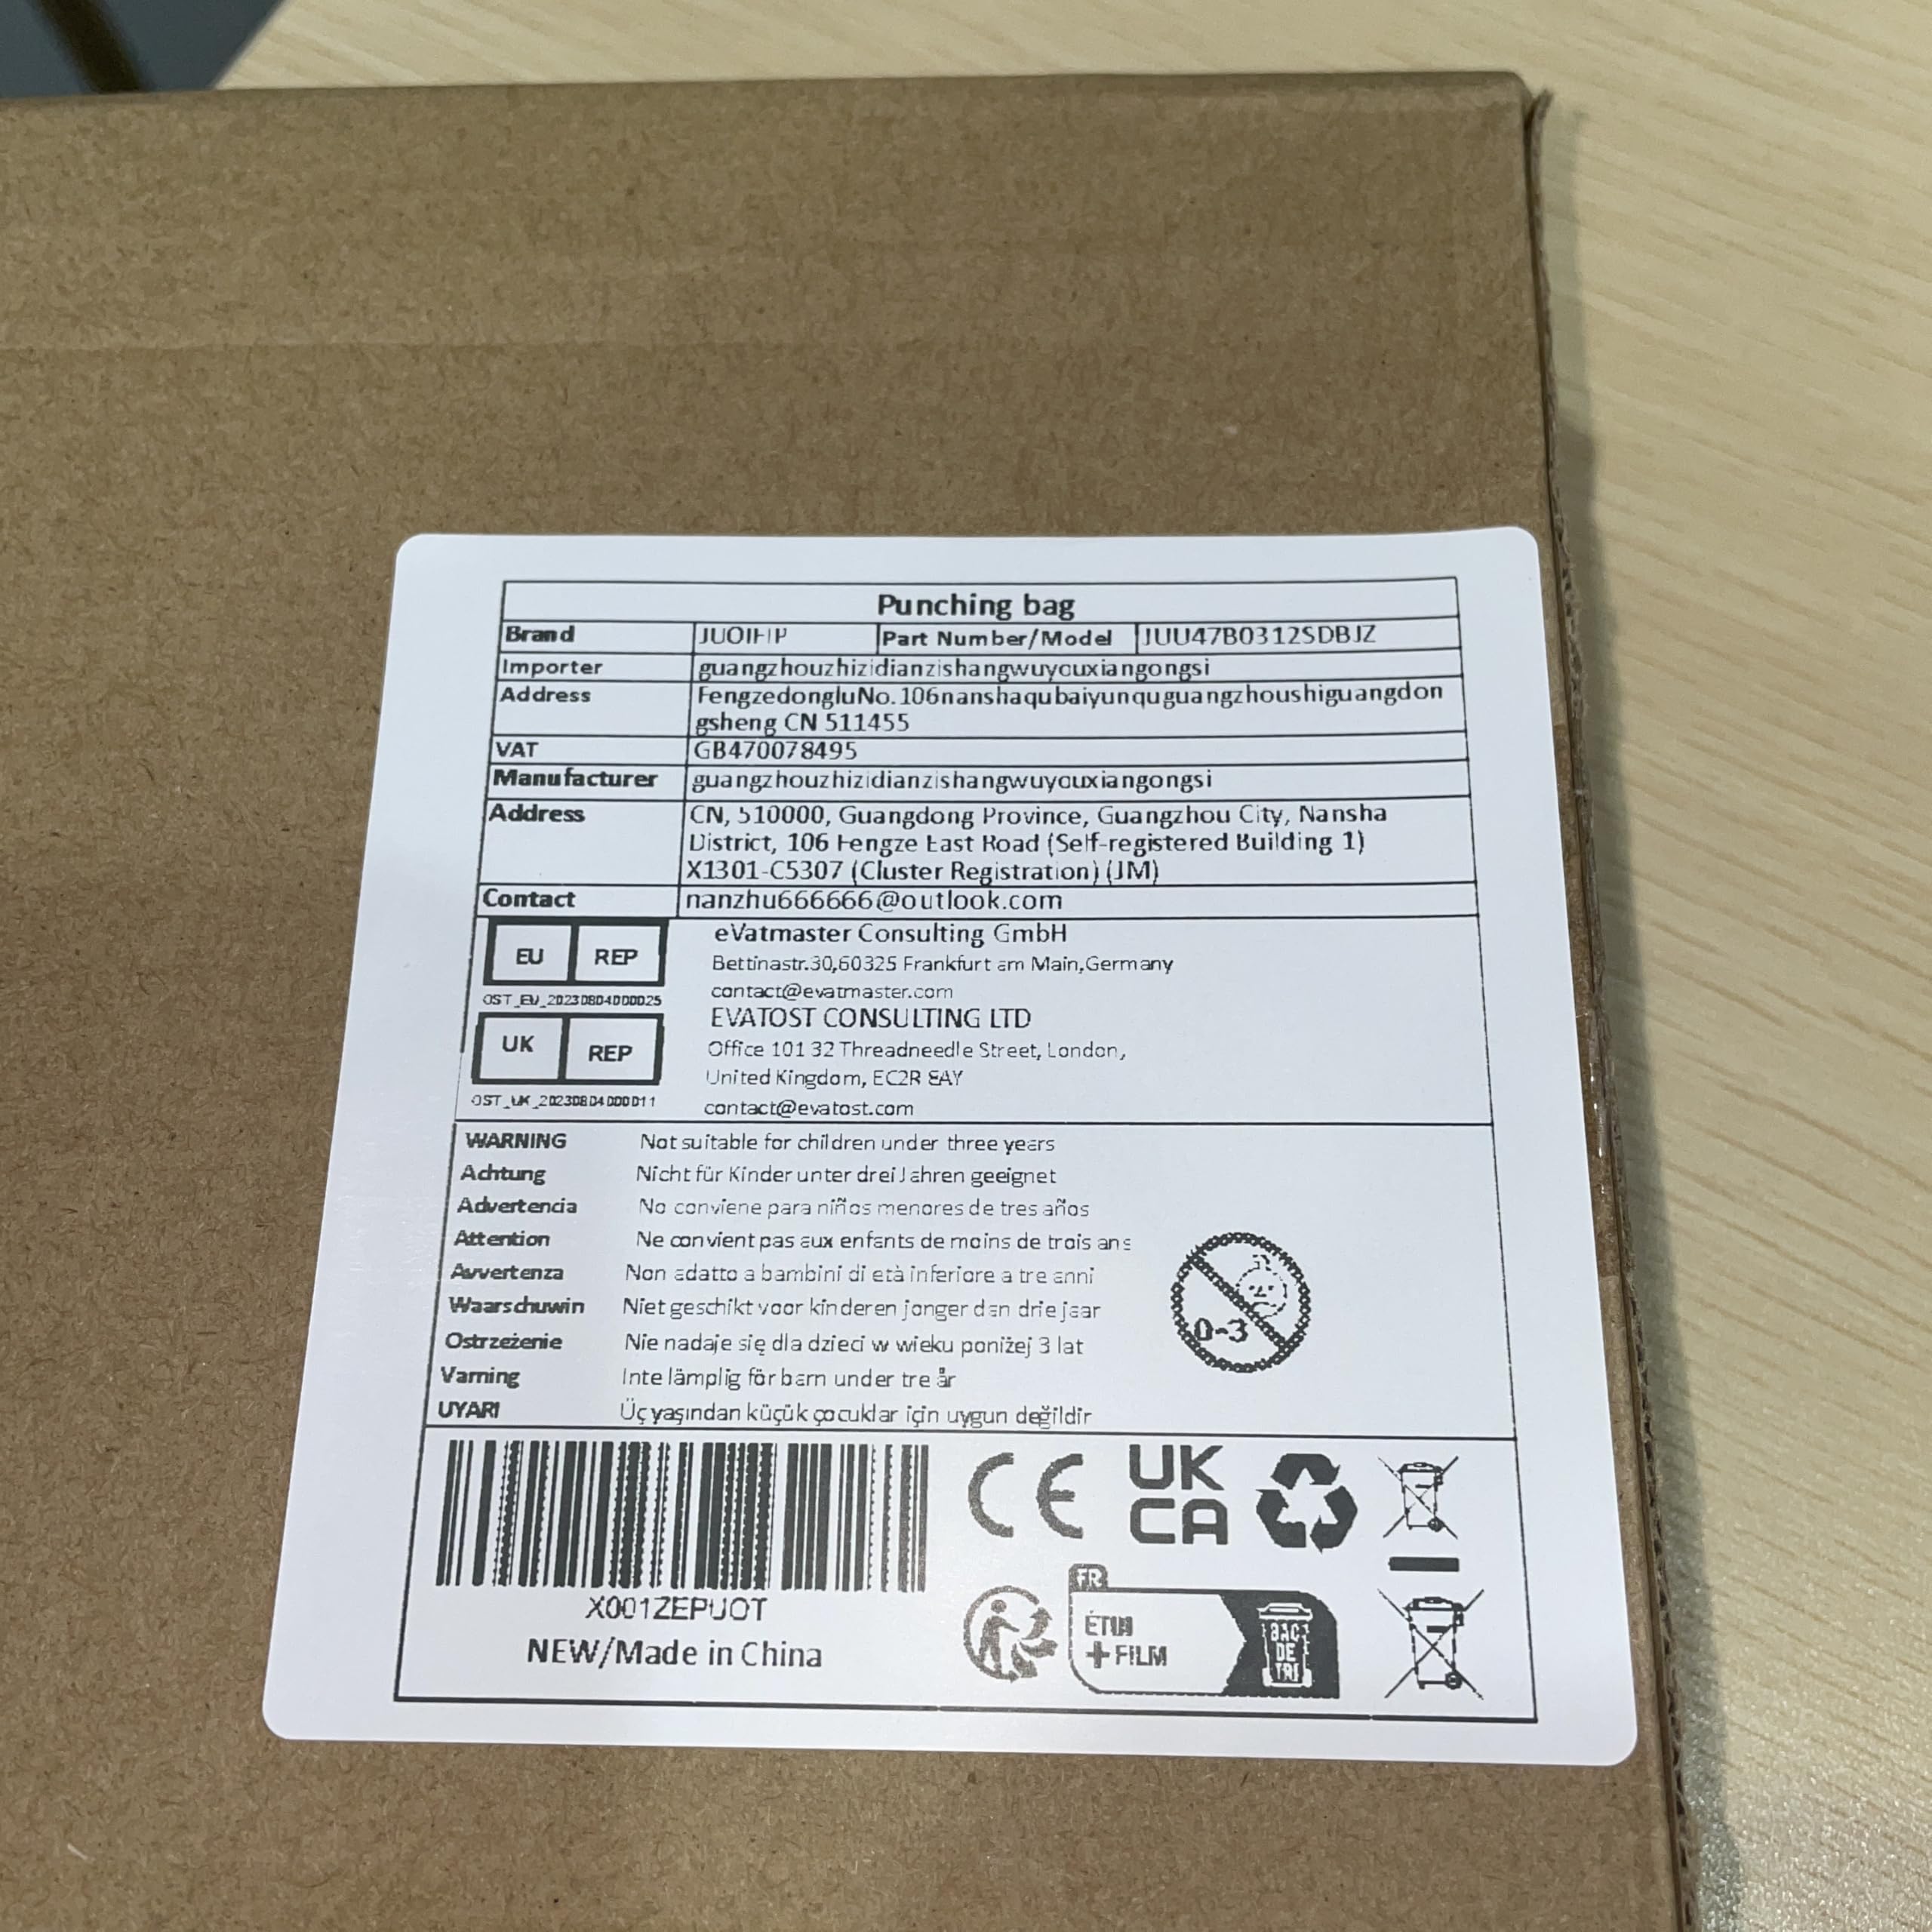 Punching bag
Brand JUOIFIP Part Number/Model JUU47B0312SDBJZ
Importer guangzhouzhizidianzishangwuyouxiangongsi
Address FengzedongluNo.106nanshaqubaiyunquguangzhoushiguangdon
gsheng CN 511455
VAT GB470078495
Manufacturer guangzhouzhizidianzishangwuyouxiangongsi
Address CN, 510000, Guangdong Province, Guangzhou City, Nansha
District, 106 Fengze East Road (Self-registered Building 1)
X1301-C5307 (Cluster Registration) (JM)
Contact nanzhu666666@outlook.com
EU REP
OST_EU_20230804000025
eVatmaster Consulting GmbH
Bettinastr.30,60325 Frankfurt am Main,Germany
contact@evatmaster.com
UK REP
OST_UK_20230804000011
EVATOST CONSULTING LTD
Office 101 32 Threadneedle Street, London,
United Kingdom, EC2R 8AY
contact@evatost.com
WARNING Not suitable for children under three years
Achtung Nicht für Kinder unter drei Jahren geeignet
Advertencia No conviene para niños menores de tres años
Attention Ne convient pas aux enfants de moins de trois ans
Avvertenza Non adatto a bambini di età inferiore a tre anni
Waarschuwin Niet geschikt voor kinderen jonger dan drie jaar
Ostrzeżenie Nie nadaje się dla dzieci w wieku poniżej 3 lat
Varning Inte lämplig för barn under tre år
UYARI Üç yaşından küçük çocuklar için uygun değildir
0-3
X001ZEPUOT
NEW/Made in China
CE
UK
CA
FR
ÉTUI
+ FILM
BAC
DE
TRI